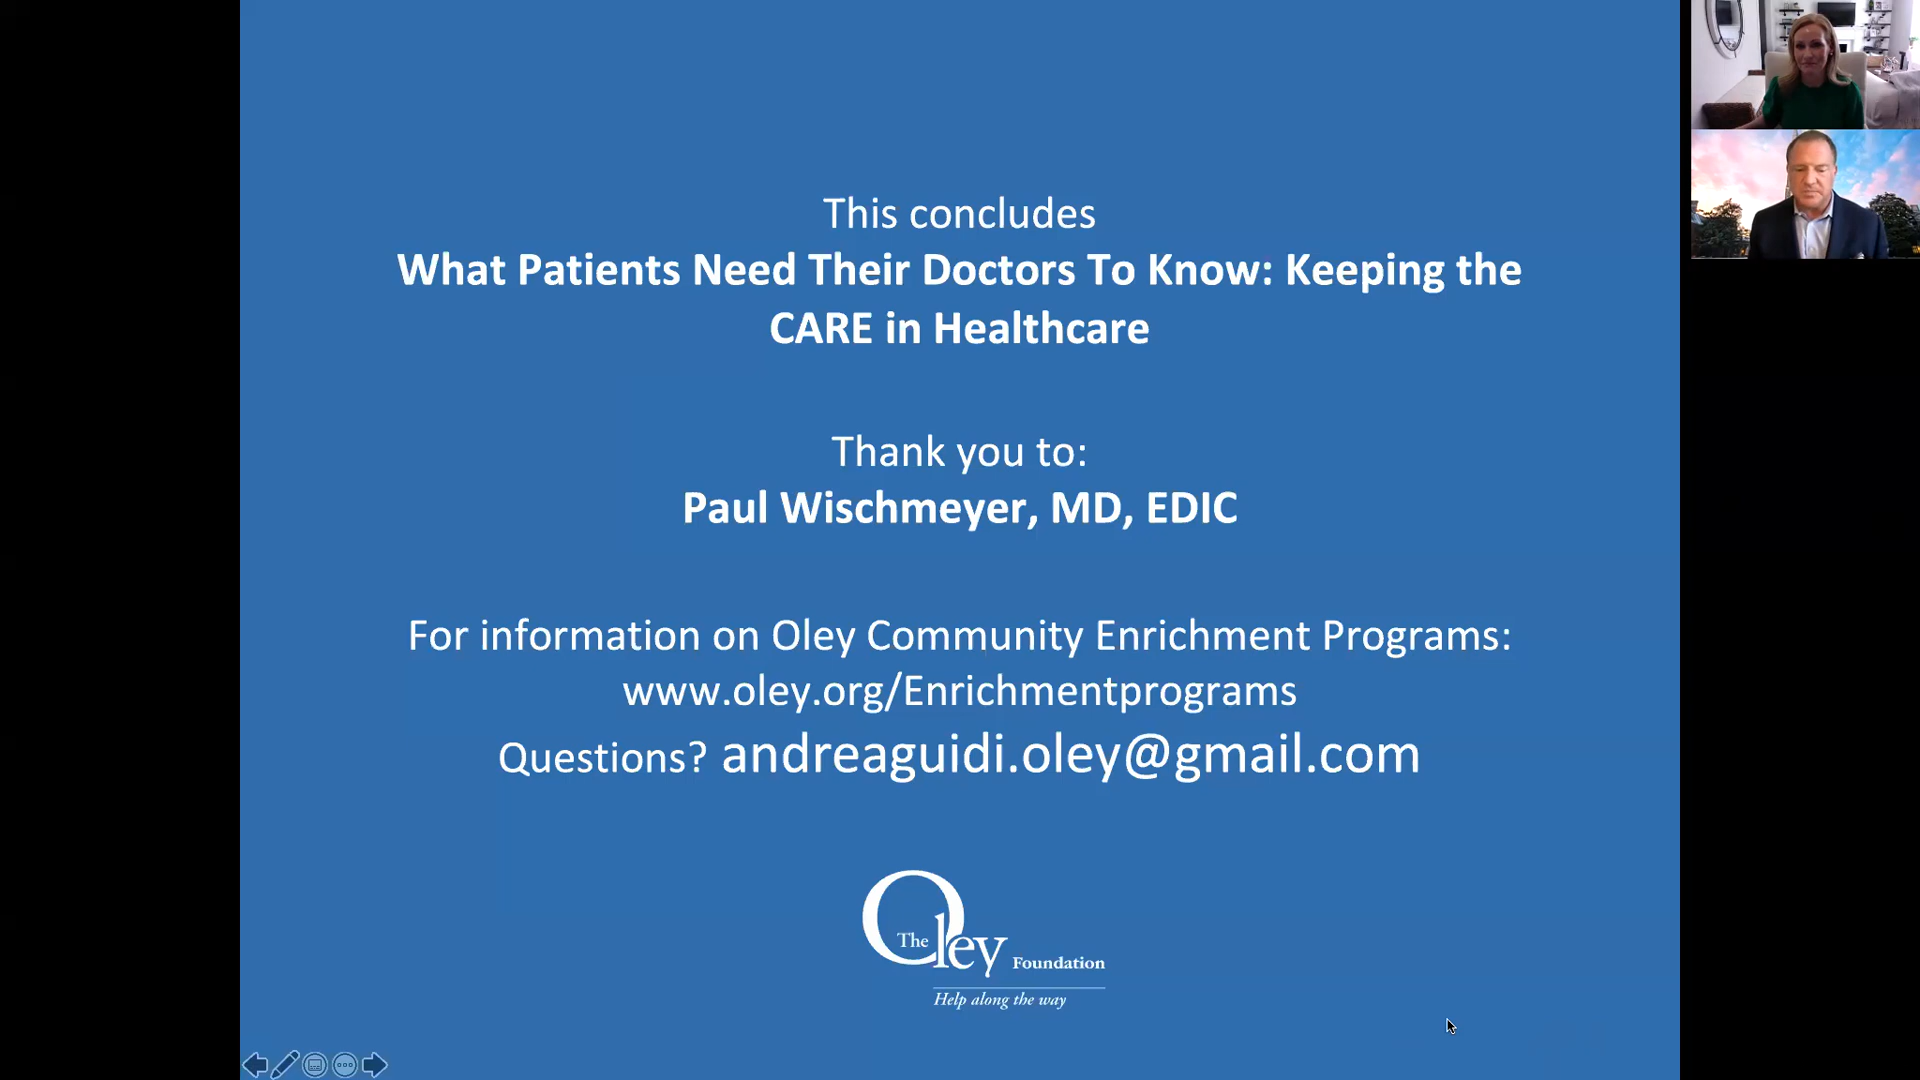 This concludes
What Patients Need Their Doctors To Know: Keeping the
CARE in Healthcare
Thank you to:
Paul Wischmeyer, MD, EDIC
For information on Oley Community Enrichment Programs:
www.oley.org/Enrichmentprograms
Questions? andreaguidi.oley@gmail.com
The Oley Foundation
Help along the way